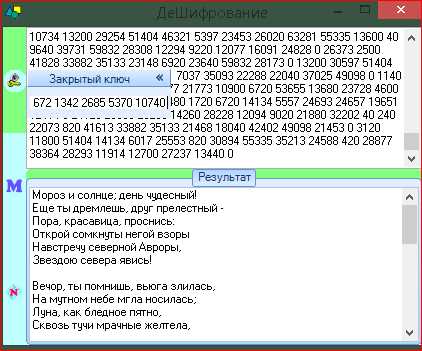 ДеШифрование
10734 13200 29254 51404 46321 5397 23453 26020 63281 55335 13600 40
9640 39731 59832 28308 12294 9220 12077 16091 24828 0 26373 2500
41828 33882 35133 23148 6920 23640 59832 28173 0 13200 30597 51404
Закрытый ключ «
7037 35093 22288 22040 37025 49098 0 1140
77 21773 10900 6720 53655 13680 23728 4600
672 1342 2685 5370 10740
480 1720 6720 14134 5557 24693 24657 19651
14260 28228 12094 9020 21880 32202 40 240
22073 820 41613 33882 35133 21468 18040 42402 49098 21453 0 3120
11800 51404 14134 6017 25553 820 30894 55335 35213 24588 420 28877
38364 28293 11914 12700 27237 13440 0
Результат
Мороз и солнце; день чудесный!
Еще ты дремлешь, друг прелестный -
Пора, красавица, проснись:
Открой сомкнуты негой взоры
Навстречу северной Авроры,
Звездою севера явись!
Вечор, ты помнишь, вьюга злилась,
На мутном небе мгла носилась;
Луна, как бледное пятно,
Сквозь тучи мрачные желтела,